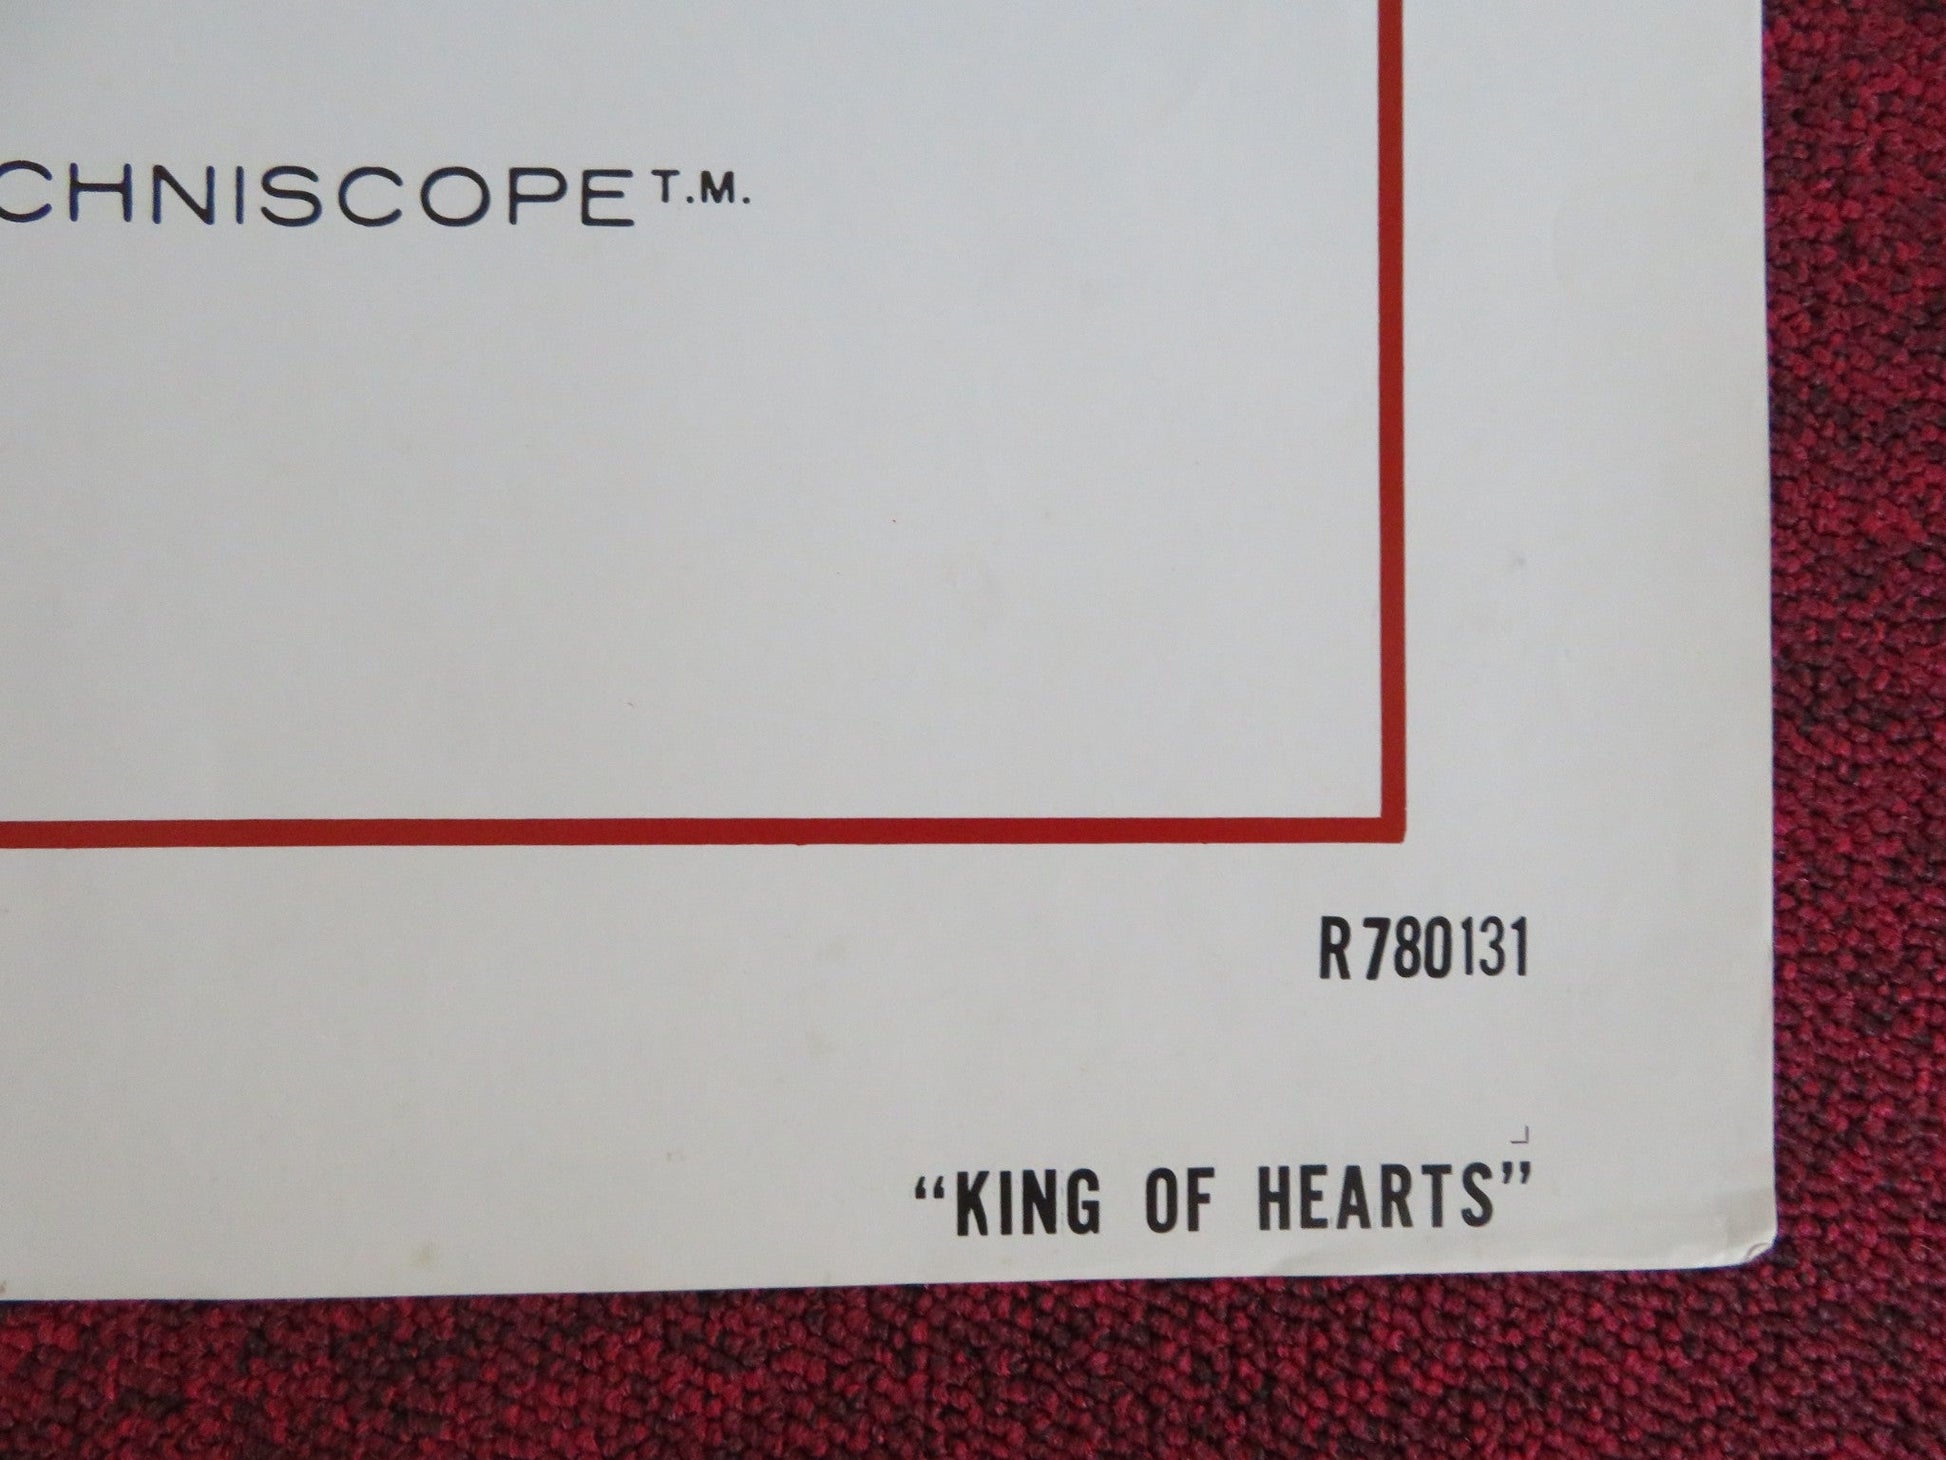 CHNISCOPE T.M.
R780131
“KING OF HEARTS”